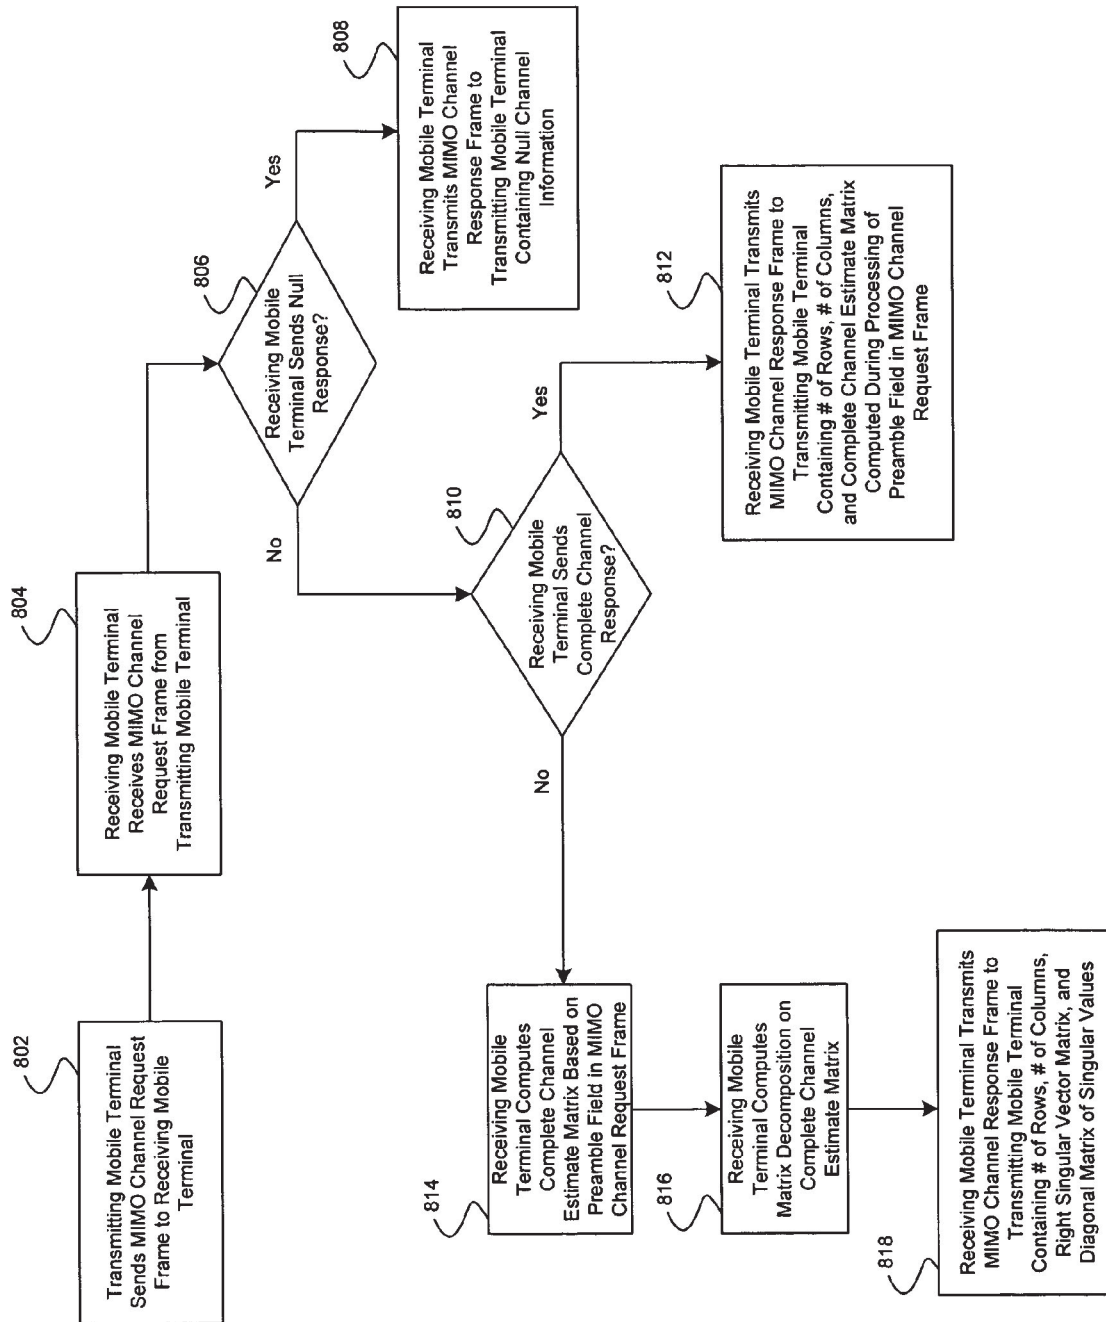 802
Transmitting Mobile Terminal
Sends MIMO Channel Request
Frame to Receiving Mobile
Terminal
804
Receiving Mobile Terminal
Receives MIMO Channel
Request Frame from
Transmitting Mobile Terminal
806
Receiving Mobile
Terminal Sends Null
Response?
Yes
No
808
Receiving Mobile Terminal
Transmits MIMO Channel
Response Frame to
Transmitting Mobile Terminal
Containing Null Channel
Information
810
Receiving Mobile
Terminal Sends
Complete Channel
Response?
Yes
No
812
Receiving Mobile Terminal Transmits
MIMO Channel Response Frame to
Transmitting Mobile Terminal
Containing # of Rows, # of Columns,
and Complete Channel Estimate Matrix
Computed During Processing of
Preamble Field in MIMO Channel
Request Frame
814
Receiving Mobile
Terminal Computes
Complete Channel
Estimate Matrix Based on
Preamble Field in MIMO
Channel Request Frame
816
Receiving Mobile
Terminal Computes
Matrix Decomposition on
Complete Channel
Estimate Matrix
818
Receiving Mobile Terminal Transmits
MIMO Channel Response Frame to
Transmitting Mobile Terminal
Containing # of Rows, # of Columns,
Right Singular Vector Matrix, and
Diagonal Matrix of Singular Values